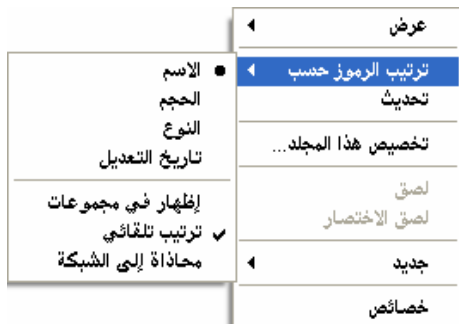 عرض
ترتيب الرموز حسب
تحديث
تخصيص هذا المجلد...
لصق
لصق الاختصار
جديد
خصائص
الاسم
الحجم
النوع
تاريخ التعديل
إظهار في مجموعات
ترتيب تلقائي
محاذاة إلى الشبكة